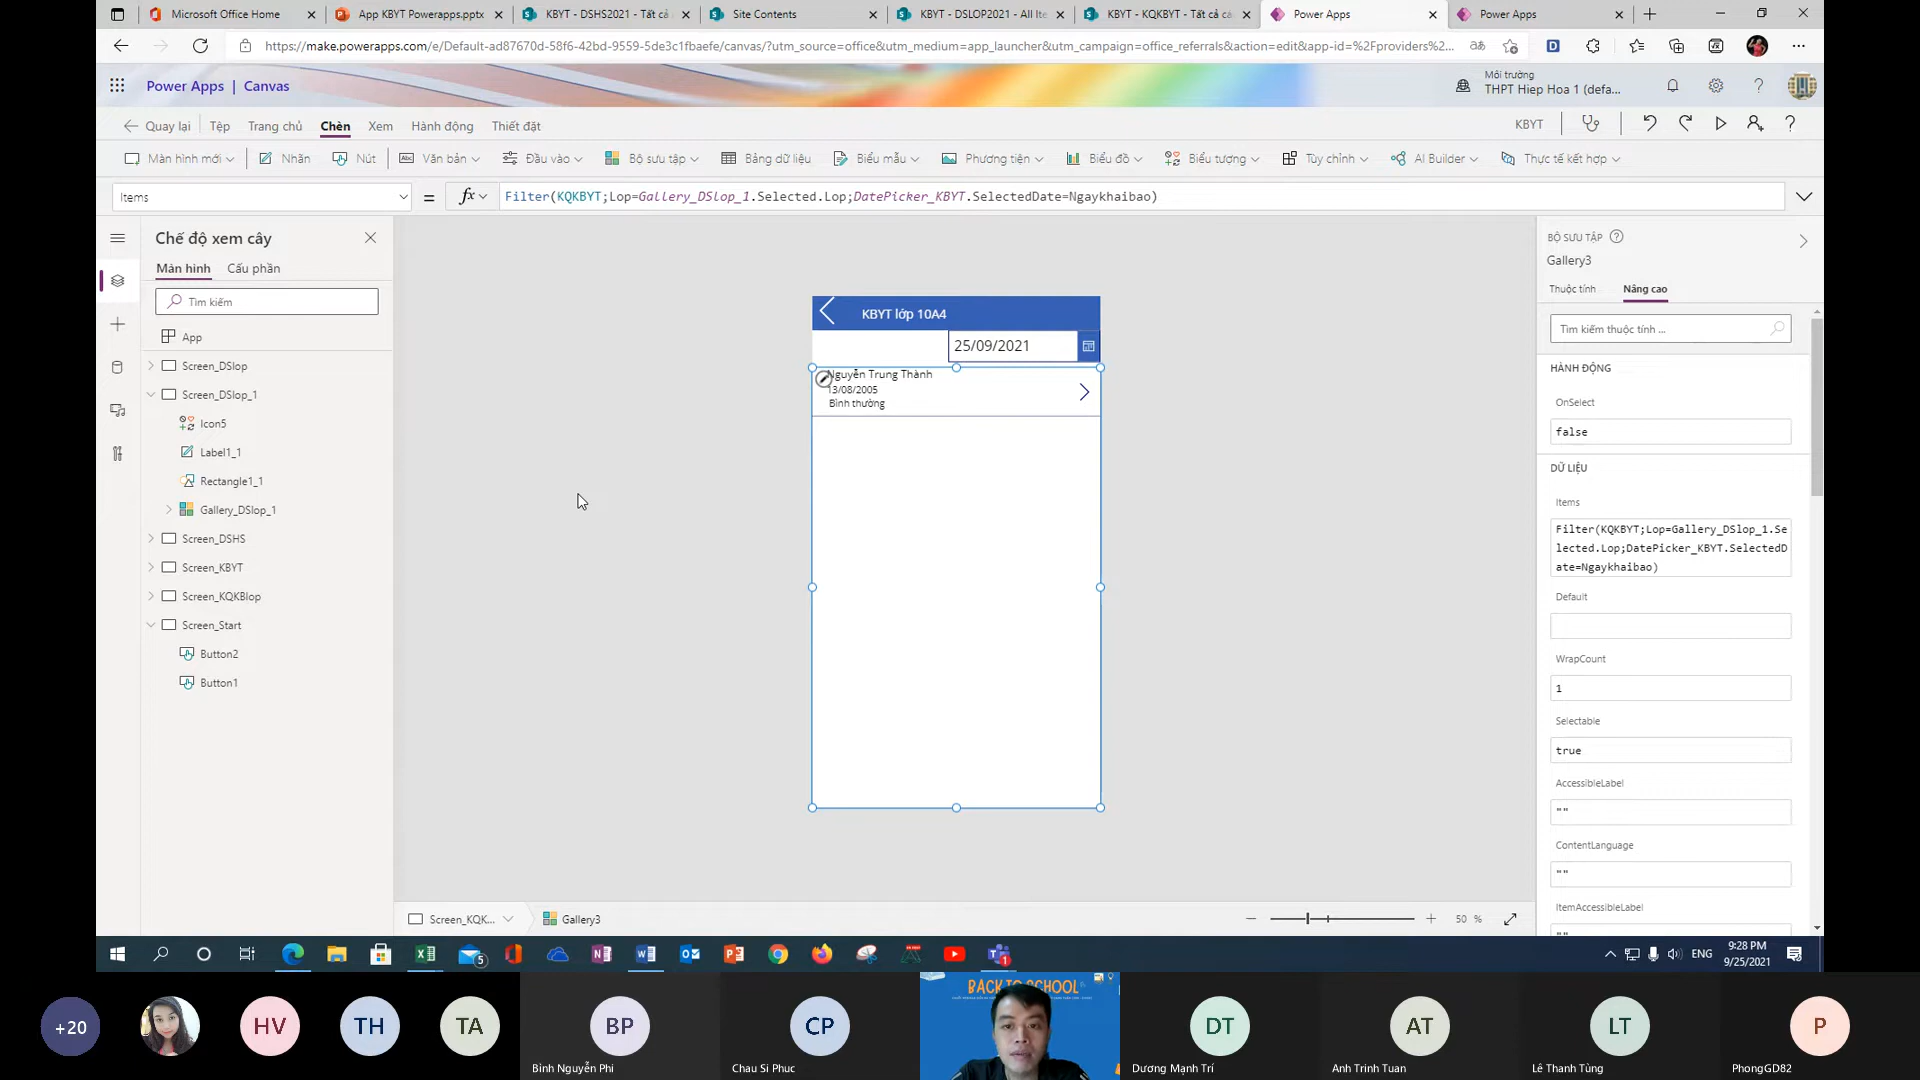 Microsoft Office Home
App KBYT Powerapps.pptx
KBYT - DSHS2021 - Tất cả
Site Contents
KBYT - DSLOP2021 - All Ite
KBYT - KQKBYT - Tất cả cá
Power Apps
Power Apps
https://make.powerapps.com/e/Default-ad87670d-58f6-42bd-9559-5de3c1fbaefe/canvas/?utm_source=office&utm_medium=app_launcher&utm_campaign=office_referrals&action=edit&app-id=%2Fproviders%2...
Power Apps | Canvas
Môi trường
THPT Hiep Hoa 1 (defa...
Quay lại
Tệp
Trang chủ
Chèn
Xem
Hành động
Thiết đặt
KBYT
Màn hình mới
Nhãn
Nút
Văn bản
Đầu vào
Bộ sưu tập
Bảng dữ liệu
Biểu mẫu
Phương tiện
Biểu đồ
Biểu tượng
Tùy chỉnh
AI Builder
Thực tế kết hợp
Items
= fx
Filter(KQKBYT;Lop=Gallery_DSlop_1.Selected.Lop;DatePicker_KBYT.SelectedDate=Ngaykhaibao)
Chế độ xem cây
Màn hình
Cấu phần
Tìm kiếm
App
Screen_DSlop
Screen_DSlop_1
Icon5
Label1_1
Rectangle1_1
Gallery_DSlop_1
Screen_DSHS
Screen_KBYT
Screen_KQKBlop
Screen_Start
Button2
Button1
KBYT lớp 10A4
25/09/2021
Nguyễn Trung Thành
13/08/2005
Bình thường
Screen_KQK...
Gallery3
50 %
BỘ SƯU TẬP
Gallery3
Thuộc tính
Nâng cao
Tìm kiếm thuộc tính ...
HÀNH ĐỘNG
OnSelect
false
DỮ LIỆU
Items
Filter(KQKBYT;Lop=Gallery_DSlop_1.Se
lected.Lop;DatePicker_KBYT.SelectedD
ate=Ngaykhaibao)
Default
WrapCount
1
Selectable
true
AccessibleLabel
""
ContentLanguage
""
ItemAccessibleLabel
""
5
1
ENG
9:28 PM
9/25/2021
+20
HV
TH
TA
BP
Bình Nguyễn Phi
CP
Chau Si Phuc
BACK TO SCHOOL
DT
Dương Mạnh Trí
AT
Anh Trinh Tuan
LT
Lê Thanh Tùng
P
PhongGD82